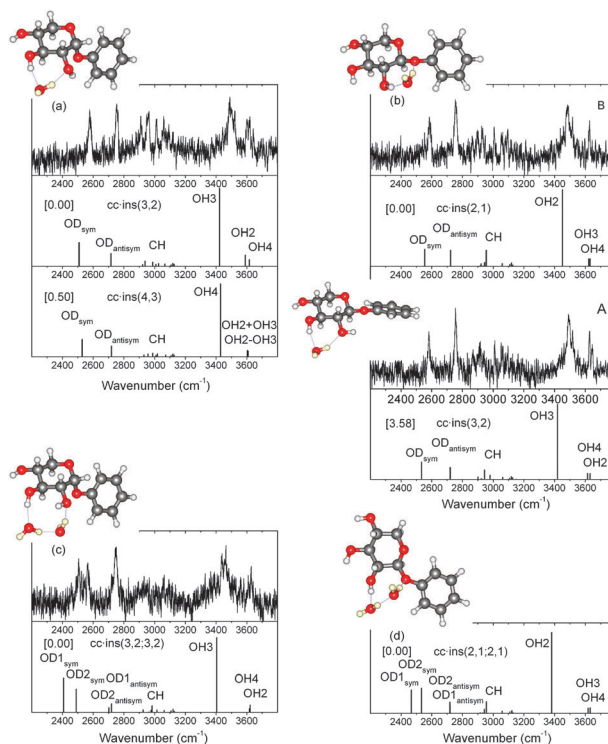 (a)
2400 2600 2800 3000 3200 3400 3600
[0.00] cc·ins(3,2)
OH3
ODsym
ODantisym
CH
OH2
OH4
[0.50] cc·ins(4,3)
OH4
ODsym
ODantisym
CH
OH2+OH3
OH2-OH3
2400 2600 2800 3000 3200 3400 3600
Wavenumber (cm-1)
(b)
B
2400 2600 2800 3000 3200 3400 3600
[0.00] cc·ins(2,1)
OH2
ODsym
ODantisym
CH
OH3
OH4
A
2400 2600 2800 3000 3200 3400 3600
[3.58] cc·ins(3,2)
OH3
ODsym
ODantisym
CH
OH4
OH2
2400 2600 2800 3000 3200 3400 3600
Wavenumber (cm-1)
(c)
2400 2600 2800 3000 3200 3400 3600 3800
[0.00] cc·ins(3,2;3,2)
OH3
OD1sym
OD2sym OD1antisym
OD2antisym
CH
OH4
OH2
2400 2600 2800 3000 3200 3400 3600 3800
Wavenumber (cm-1)
(d)
[0.00] cc·ins(2,1;2,1)
OH2
OD2sym
OD1sym
OD2antisym
OD1antisym
CH
OH3
OH4
2400 2600 2800 3000 3200 3400 3600
Wavenumber (cm-1)